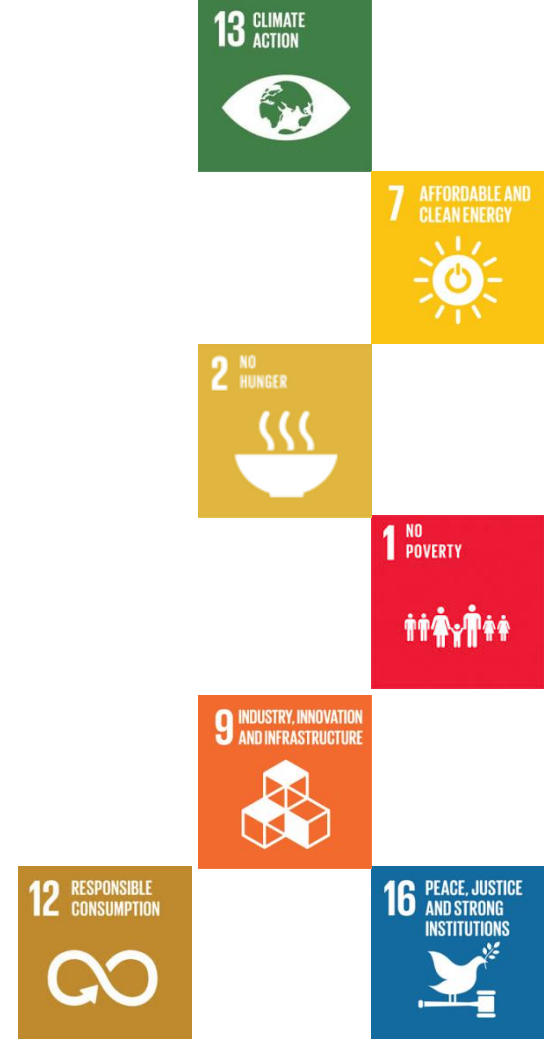 13 CLIMATE
ACTION
7 AFFORDABLE AND
CLEAN ENERGY
2 NO
HUNGER
1 NO
POVERTY
9 INDUSTRY, INNOVATION
AND INFRASTRUCTURE
12 RESPONSIBLE
CONSUMPTION
16 PEACE, JUSTICE
AND STRONG
INSTITUTIONS